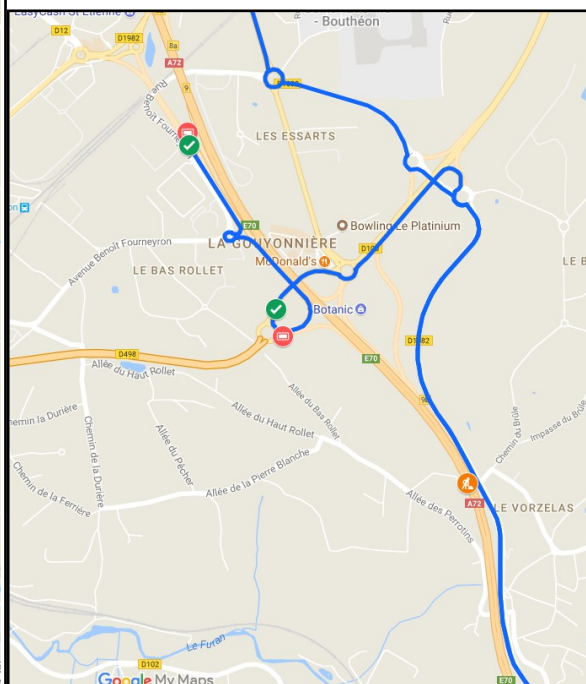 EasyCash St-Etienne
D12
D1982
8a
A72
9
- Bouthéon
Rue Benoît Fourneyron
LES ESSARTS
E70
Bowling Le Platinium
LA GOUYONNIÈRE
McDonald's
Avenue Benoît Fourneyron
LE BAS ROLLET
Botanic
D1082
D498
E70
Allée du Haut Rollet
Allée du Bas Rollet
9b
Chemin la Durière
Allée du Haut Rollet
Chemin de la Durière
Allée du Pêcher
Chemin du Brûle
Impasse du Brûle
Allée de la Pierre Blanche
Chemin de la Ferrière
Allée des Perrotins
A72
LE VORZELAS
Le Furan
D102
E70
Google My Maps